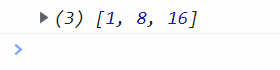 (3) [1, 8, 16]